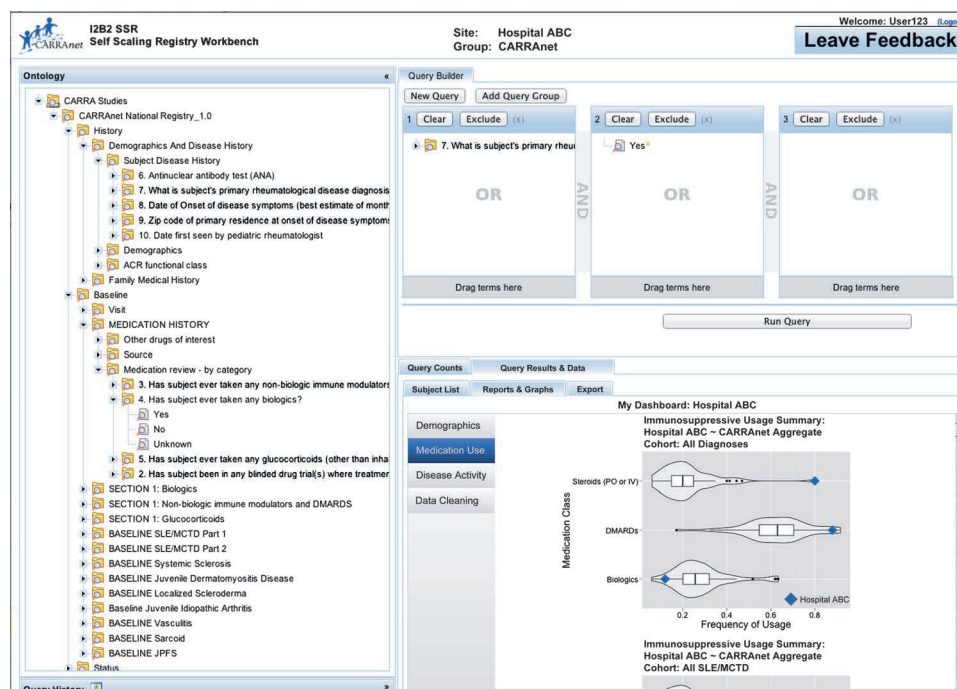 CARRAnet
I2B2 SSR
Self Scaling Registry Workbench
Site: Hospital ABC
Group: CARRAnet
Welcome: User123 (Logo
Leave Feedback
Ontology «
CARRA Studies
CARRAnet National Registry_1.0
History
Demographics And Disease History
Subject Disease History
6. Antinuclear antibody test (ANA)
7. What is subject's primary rheumatological disease diagnosis
8. Date of Onset of disease symptoms (best estimate of month
9. Zip code of primary residence at onset of disease symptoms
10. Date first seen by pediatric rheumatologist
Demographics
ACR functional class
Family Medical History
Baseline
Visit
MEDICATION HISTORY
Other drugs of interest
Source
Medication review - by category
3. Has subject ever taken any non-biologic immune modulators
4. Has subject ever taken any biologics?
Yes
No
Unknown
5. Has subject ever taken any glucocorticoids (other than inha
2. Has subject been in any blinded drug trial(s) where treatmer
SECTION 1: Biologics
SECTION 1: Non-biologic immune modulators and DMARDS
SECTION 1: Glucocorticoids
BASELINE SLE/MCTD Part 1
BASELINE SLE/MCTD Part 2
BASELINE Systemic Sclerosis
BASELINE Juvenile Dermatomyositis Disease
BASELINE Localized Scleroderma
Baseline Juvenile Idiopathic Arthritis
BASELINE Vasculitis
BASELINE Sarcoid
BASELINE JPFS
Status
Query History »
Query Builder
New Query Add Query Group
1 Clear Exclude (x)
7. What is subject's primary rheu
OR
Drag terms here
AND
2 Clear Exclude (x)
Yes*
OR
Drag terms here
AND
3 Clear Exclude (x)
OR
Drag terms here
Run Query
Query Counts Query Results & Data
Subject List Reports & Graphs Export
My Dashboard: Hospital ABC
Demographics
Medication Use
Disease Activity
Data Cleaning
Immunosuppressive Usage Summary:
Hospital ABC ~ CARRAnet Aggregate
Cohort: All Diagnoses
Medication Class
Steroids (PO or IV)
DMARDs
Biologics
Hospital ABC
0.2 0.4 0.6 0.8
Frequency of Usage
Immunosuppressive Usage Summary:
Hospital ABC ~ CARRAnet Aggregate
Cohort: All SLE/MCTD